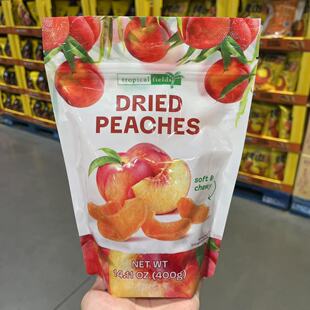 tropical fields
DRIED
PEACHES
soft &
chewy
NET WT
14.11 OZ (400g)